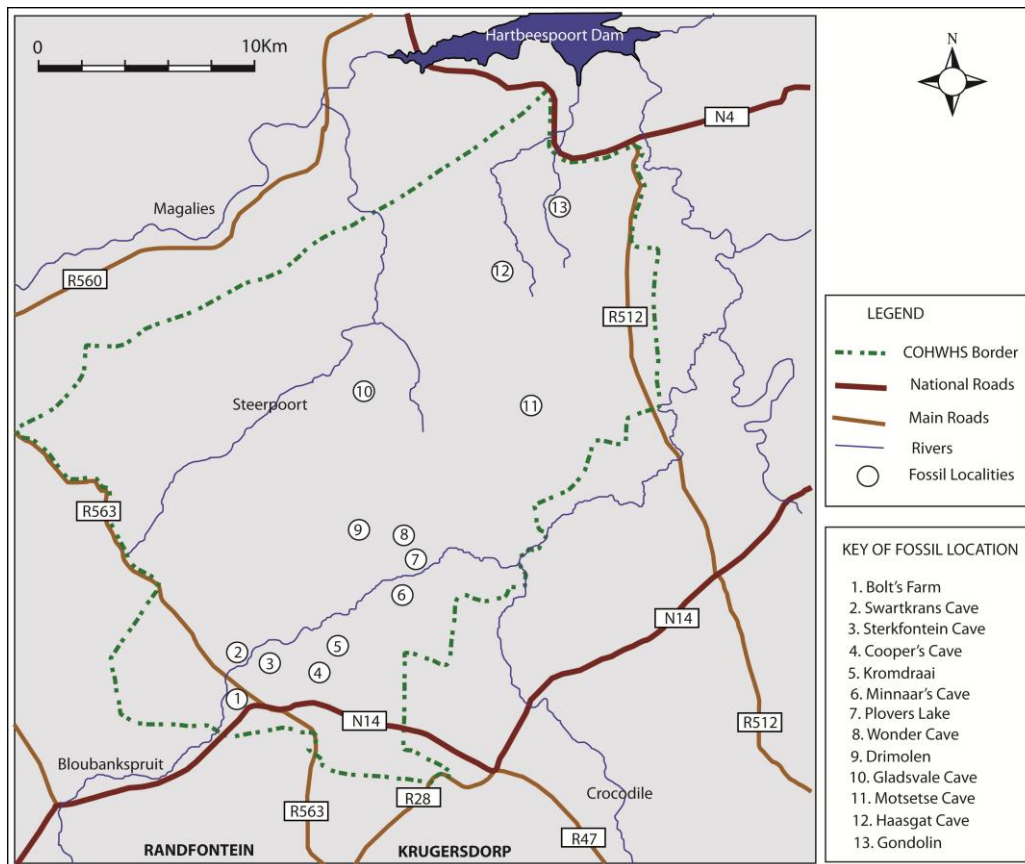 Hartbeespoort Dam
0 10Km
N
N4
13
Magalies
12
R560
R512
Steerpoort
10
11
R563
9
8
7
6
N14
5
2
3
4
1
N14
R512
Bloubankspruit
R28
Crocodile
R563
R47
RANDFONTEIN
KRUGERSDORP
LEGEND
COHWHS Border
National Roads
Main Roads
Rivers
Fossil Localities
KEY OF FOSSIL LOCATION
1. Bolt's Farm
2. Swartkrans Cave
3. Sterkfontein Cave
4. Cooper's Cave
5. Kromdraai
6. Minnaar's Cave
7. Plovers Lake
8. Wonder Cave
9. Drimolen
10. Gladsvale Cave
11. Motsetse Cave
12. Haasgat Cave
13. Gondolin